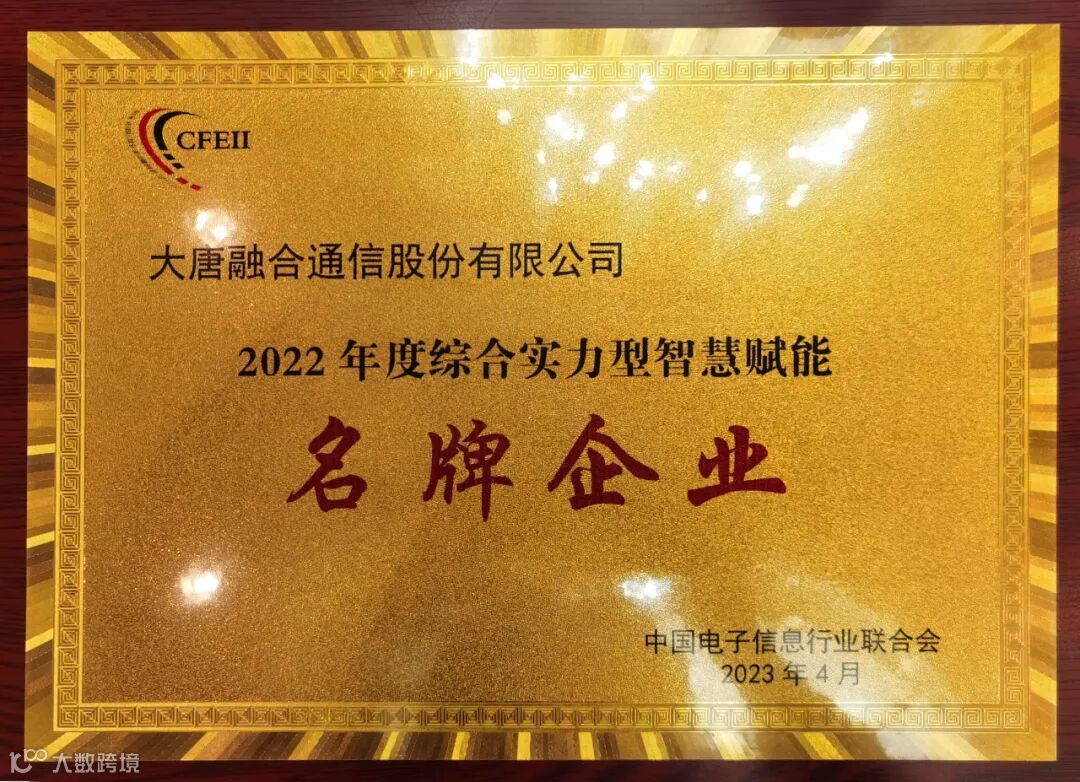 CFEII
大唐融合通信股份有限公司
2022 年度综合实力型智慧赋能
名牌企业
中国电子信息行业联合会
2023 年 4 月
大数跨境